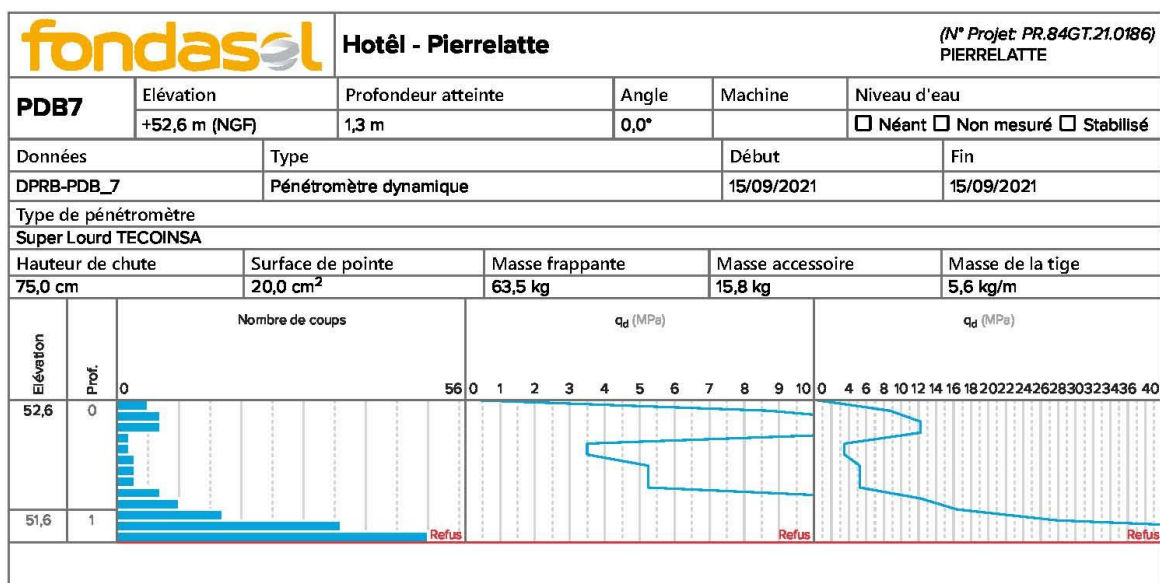 fondasol
Hotêl - Pierrelatte
(N° Projet: PR.84GT.21.0186)
PIERRELATTE
PDB7
Elévation Profondeur atteinte Angle Machine Niveau d'eau
+52,6 m (NGF) 1,3 m 0,0° ☐ Néant ☐ Non mesuré ☐ Stabilisé
Données Type Début Fin
DPRB-PDB_7 Pénétromètre dynamique 15/09/2021 15/09/2021
Type de pénétromètre
Super Lourd TECOINSA
Hauteur de chute Surface de pointe Masse frappante Masse accessoire Masse de la tige
75,0 cm 20,0 cm² 63,5 kg 15,8 kg 5,6 kg/m
Elévation Prof. Nombre de coups qd (MPa) qd (MPa)
0 56 0 1 2 3 4 5 6 7 8 9 10 0 4 6 8 10 12 14 16 18 20 22 24 26 28 30 32 34 36 40
52,6 0
51,6 1
Refus Refus Refus